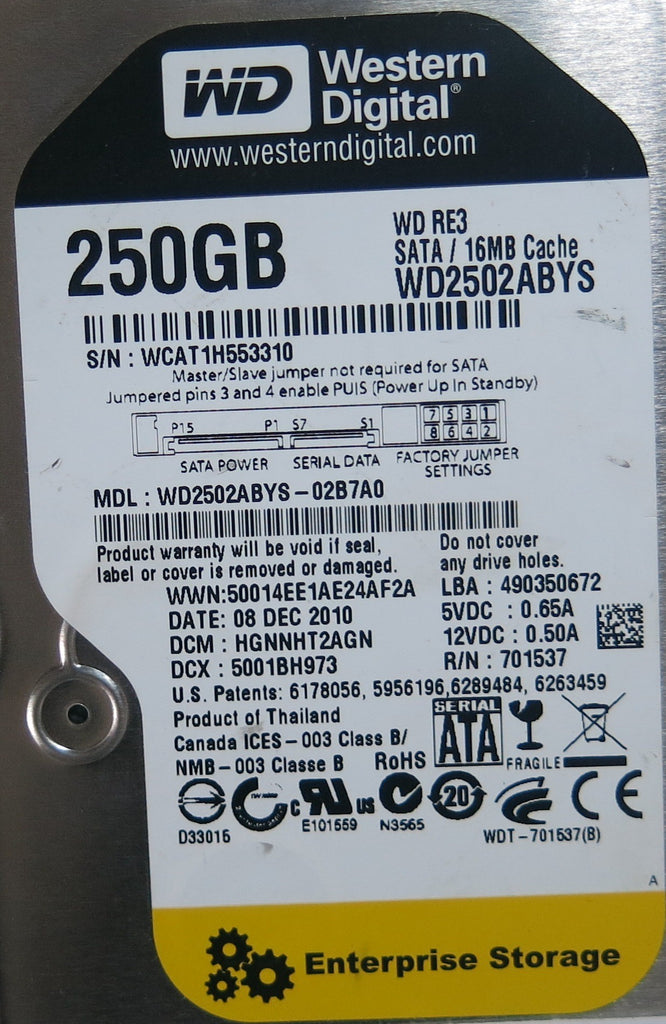 WD Western
Digital®
www.westerndigital.com
250GB
WD RE3
SATA / 16MB Cache
WD2502ABYS
S/N : WCAT1H553310
Master/Slave jumper not required for SATA
Jumpered pins 3 and 4 enable PUIS (Power Up In Standby)
P15 P1 S7 S1
7 5 3 1
8 6 4 2
SATA POWER SERIAL DATA FACTORY JUMPER
SETTINGS
MDL : WD2502ABYS-02B7A0
Product warranty will be void if seal,
label or cover is removed or damaged.
Do not cover
any drive holes.
WWN:50014EE1AE24AF2A
DATE: 08 DEC 2010
DCM : HGNNHT2AGN
DCX : 5001BH973
LBA : 490350672
5VDC : 0.65A
12VDC : 0.50A
R/N : 701537
U.S. Patents: 6178056, 5956196,6289484, 6263459
Product of Thailand
Canada ICES-003 Class B/
NMB-003 Classe B RoHS
SERIAL
ATA
FRAGILE
c RU us
20
CE
D33015 E101559 N3565 WDT-701537(B)
A
Enterprise Storage